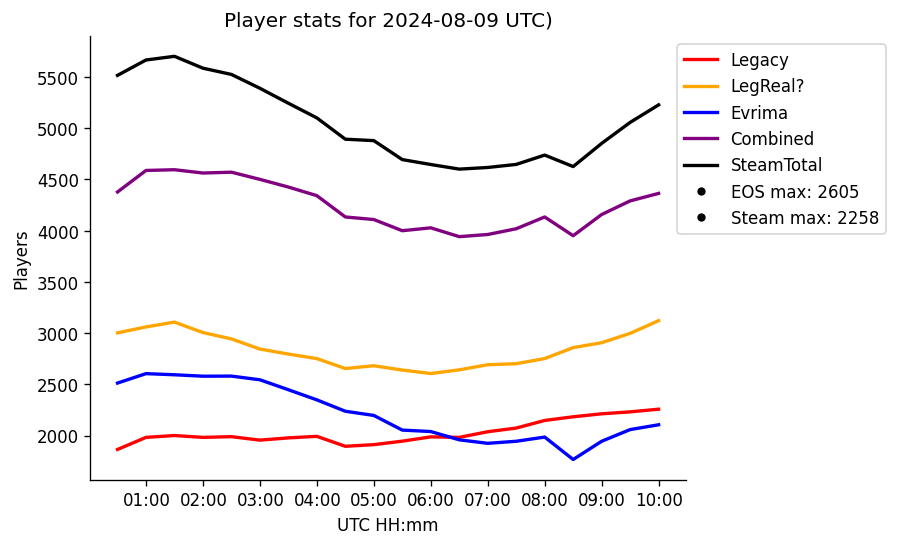 Player stats for 2024-08-09 UTC)
Legacy
LegReal?
Evrima
Combined
SteamTotal
EOS max: 2605
Steam max: 2258
Players
5500
5000
4500
4000
3500
3000
2500
2000
01:00 02:00 03:00 04:00 05:00 06:00 07:00 08:00 09:00 10:00
UTC HH:mm